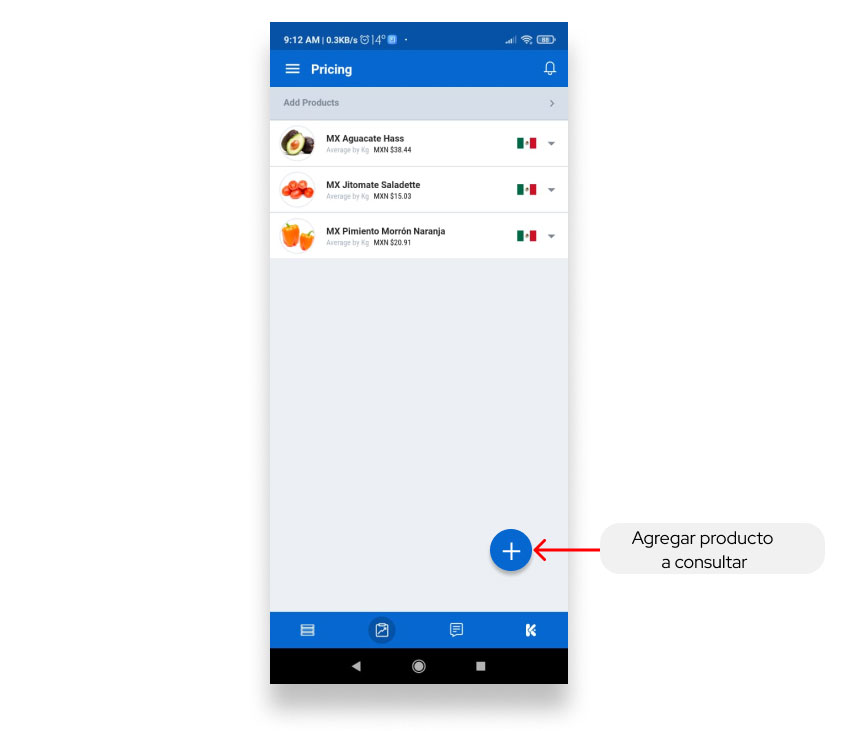 9:12 AM | 0.3KB/s |4° 
Pricing
Add Products
MX Aguacate Hass
Average by Kg MXN $38.44
MX Jitomate Saladette
Average by Kg MXN $15.03
MX Pimiento Morrón Naranja
Average by Kg MXN $20.91
Agregar producto
a consultar